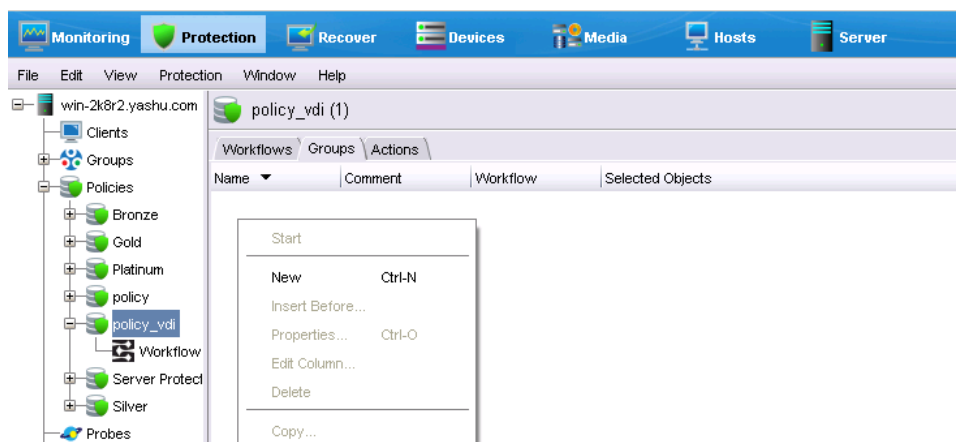 Monitoring Protection Recover Devices Media Hosts Server
File Edit View Protection Window Help
win-2k8r2.yashu.com
Clients
Groups
Policies
Bronze
Gold
Platinum
policy
policy_vdi
Workflow
Server Protect
Silver
Probes
policy_vdi (1)
Workflows Groups Actions
Name Comment Workflow Selected Objects
Start
New Ctrl-N
Insert Before...
Properties... Ctrl-O
Edit Column...
Delete
Copy...